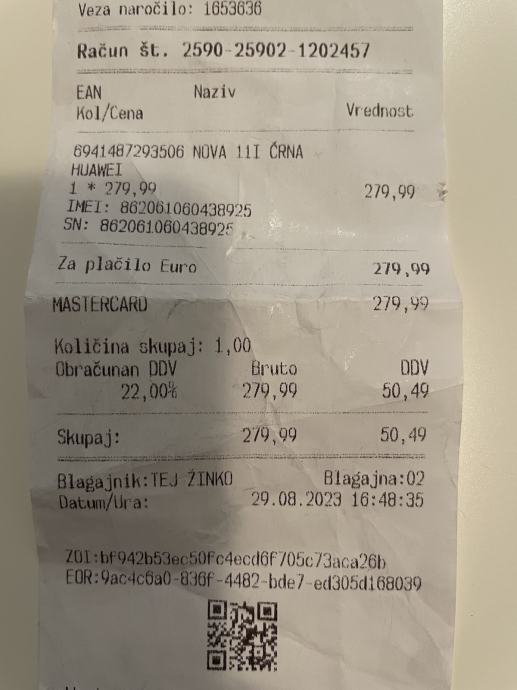 Veza naročilo: 1653636
Račun št. 2590-25902-1202457
EAN Naziv
Kol/Cena Vrednost
6941487293506 NOVA 11I ČRNA
HUAWEI
1 * 279,99 279,99
IMEI: 862061060438925
SN: 862061060438925
Za plačilo Euro 279,99
MASTERCARD 279,99
Količina skupaj: 1,00
Obračunan DDV Bruto DDV
22,00% 279,99 50,49
Skupaj: 279,99 50,49
Blagajnik:TEJ ŽINKO Blagajna:02
Datum/Ura: 29.08.2023 16:48:35
ZOI:bf942b53ec50fc4ecd6f705c73aca26b
EOR:9ac4c6a0-836f-4482-bde7-ed305d168039